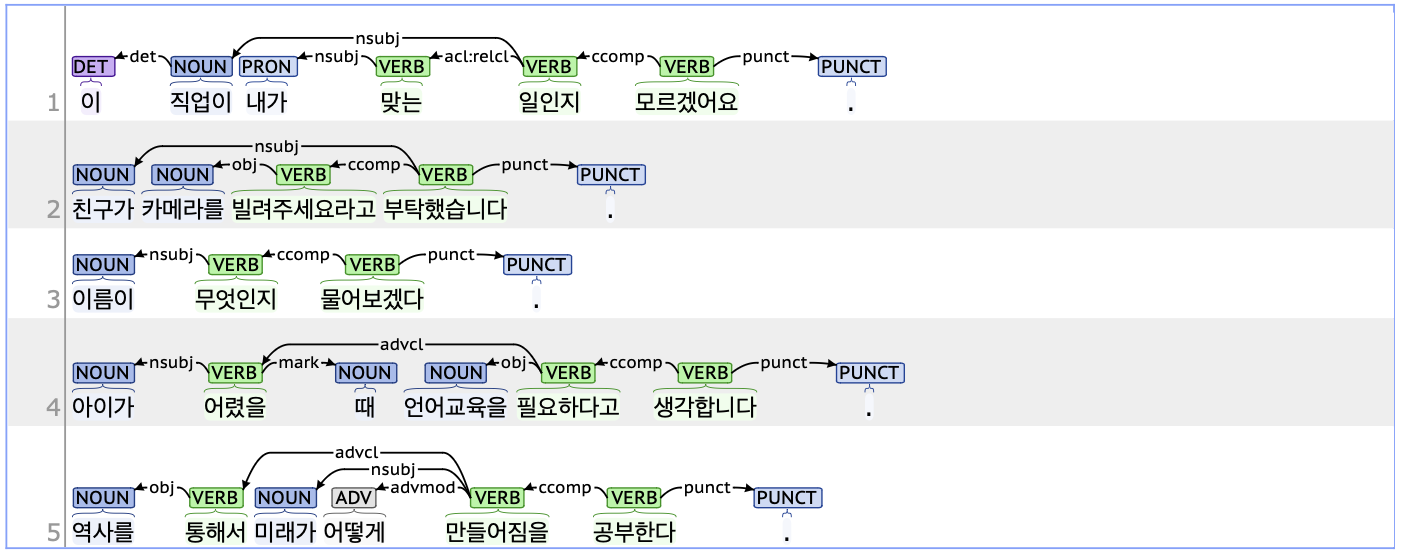 nsubj
det nsubj acl:relcl ccomp punct
DET NOUN PRON VERB VERB VERB PUNCT
1 이 직업이 내가 맞는 일인지 모르겠어요 .
nsubj
obj ccomp punct
NOUN NOUN VERB VERB PUNCT
2 친구가 카메라를 빌려주세요라고 부탁했습니다 .
nsubj ccomp punct
NOUN VERB VERB PUNCT
3 이름이 무엇인지 물어보겠다 .
advcl
nsubj mark obj ccomp punct
NOUN VERB NOUN NOUN VERB VERB PUNCT
4 아이가 어렸을 때 언어교육을 필요하다고 생각합니다 .
advcl
nsubj
obj advmod ccomp punct
NOUN VERB NOUN ADV VERB VERB PUNCT
5 역사를 통해서 미래가 어떻게 만들어짐을 공부한다 .